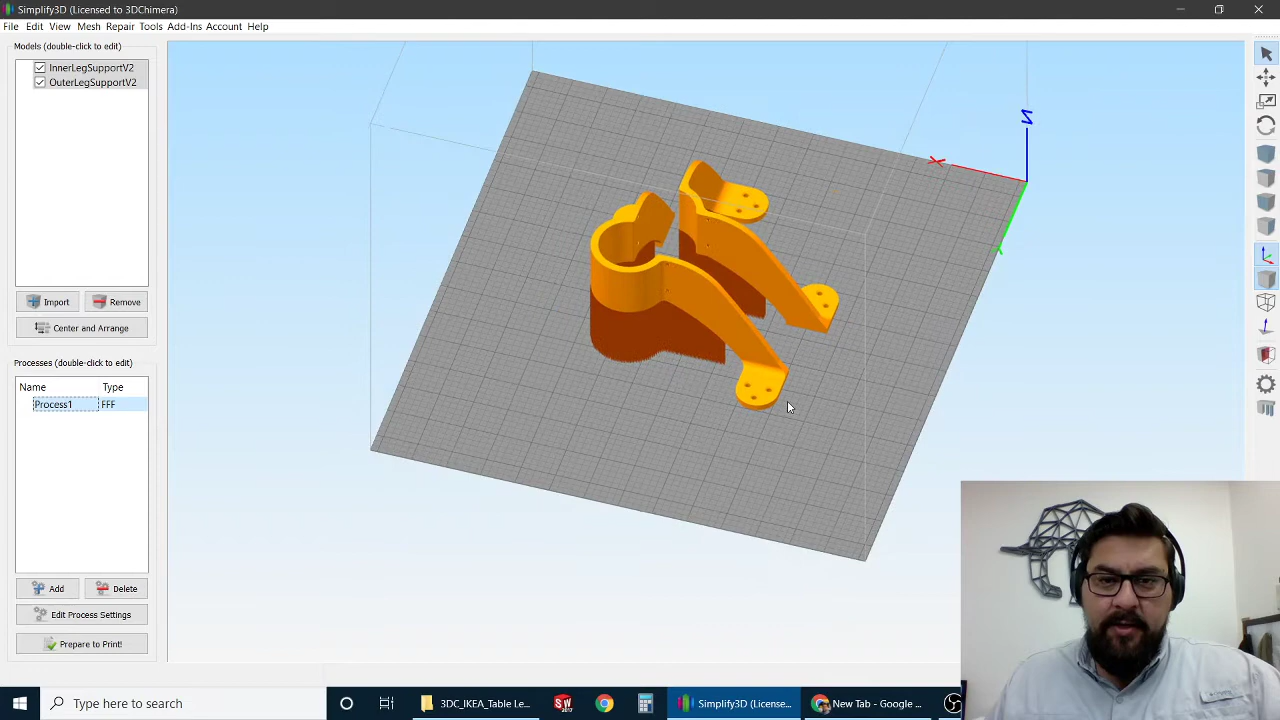 Simplify3D (Licensed to 3DChimera)
File Edit View Mesh Repair Tools Add-Ins Account Help
Models (double-click to edit)
InnerLegSupportV2
OuterLegSupportV2
Import Remove
Center and Arrange
Processes (double-click to edit)
Name Type
Process1 FFF
Add Delete
Edit Process Settings
Prepare to Print!
X
Z
Y
Type here to search
3DC_IKEA_Table Le...
SW
2017
Simplify3D (License...
New Tab - Google ...